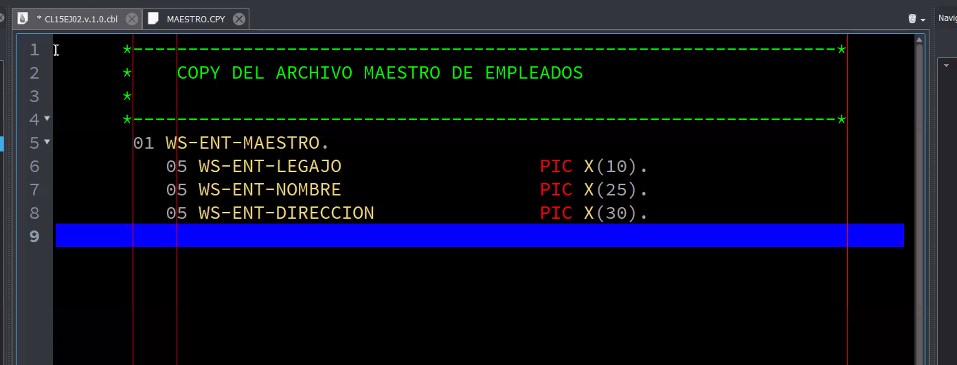 * CL15EJ02.v.1.0.cbl MAESTRO.CPY Navig
1 *----------------------------------------------------------------*
2 * COPY DEL ARCHIVO MAESTRO DE EMPLEADOS
3 *
4 *----------------------------------------------------------------*
5 01 WS-ENT-MAESTRO.
6 05 WS-ENT-LEGAJO PIC X(10).
7 05 WS-ENT-NOMBRE PIC X(25).
8 05 WS-ENT-DIRECCION PIC X(30).
9